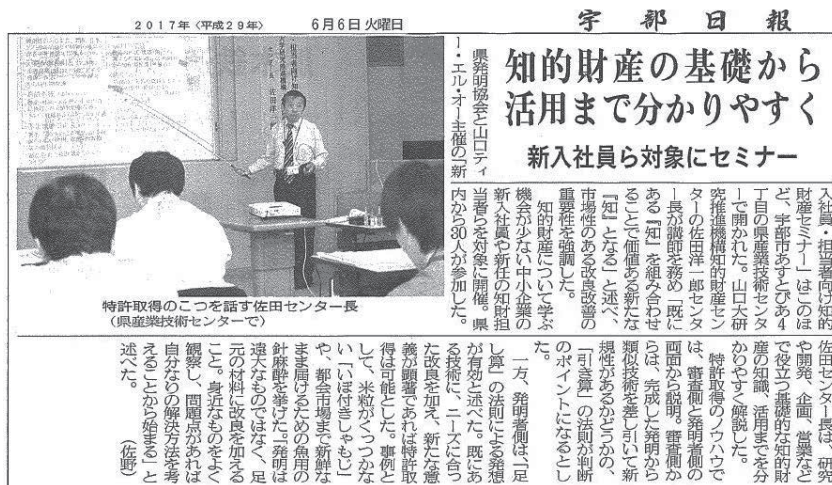 2017年〈平成29年〉
6月6日 火曜日
宇部日報
知的財産の基礎から
活用まで分かりやすく
新入社員ら対象にセミナー
県発明協会と山口ティ
ー・エル・オー主催の「新
入社員・担当者向け知的
財産セミナー」はこのほ
ど、宇部市あすとぴあ4
丁目の県産業技術センタ
ーで開かれた。山口大研
究推進機構知的財産セン
ターの佐田洋一郎センタ
ー長が講師を務め「既に
ある『知』を組み合わせ
ることで価値ある新たな
『知』となる」と述べ、
市場性のある改良改善の
重要性を強調した。
知的財産について学ぶ
機会が少ない中小企業の
新入社員や新任の知財担
当者らを対象に開催。県
内から30人が参加した。
特許取得のこつを話す佐田センター長
(県産業技術センターで)
佐田センター長は、研究
や開発、企画、営業など
で役立つ基礎的な知的財
産の知識、活用までを分
かりやすく解説した。
特許取得のノウハウで
は、審査側と発明者側の
両面から説明。審査側か
らは、完成した発明から
類似技術を差し引いて新
規性があるかどうかの、
「引き算」の法則が判断
のポイントになるとし
た。
一方、発明者側は、「足
し算」の法則による発想
が有効と述べた。既にあ
る技術に、ニーズに合っ
た改良を加え、新たな意
義が顕著であれば特許取
得は可能とした。事例と
して、米粒がくっつかな
い「いぼ付きしゃもじ」
や、都会市場まで新鮮な
まま届けるための魚用の
針麻酔を挙げた。「発明は
遠大なものではなく、足
元の材料に改良を加える
こと。身近なものをよく
観察し、問題点があれば
自分なりの解決方法を考
えることから始まる」と
述べた。(佐野)